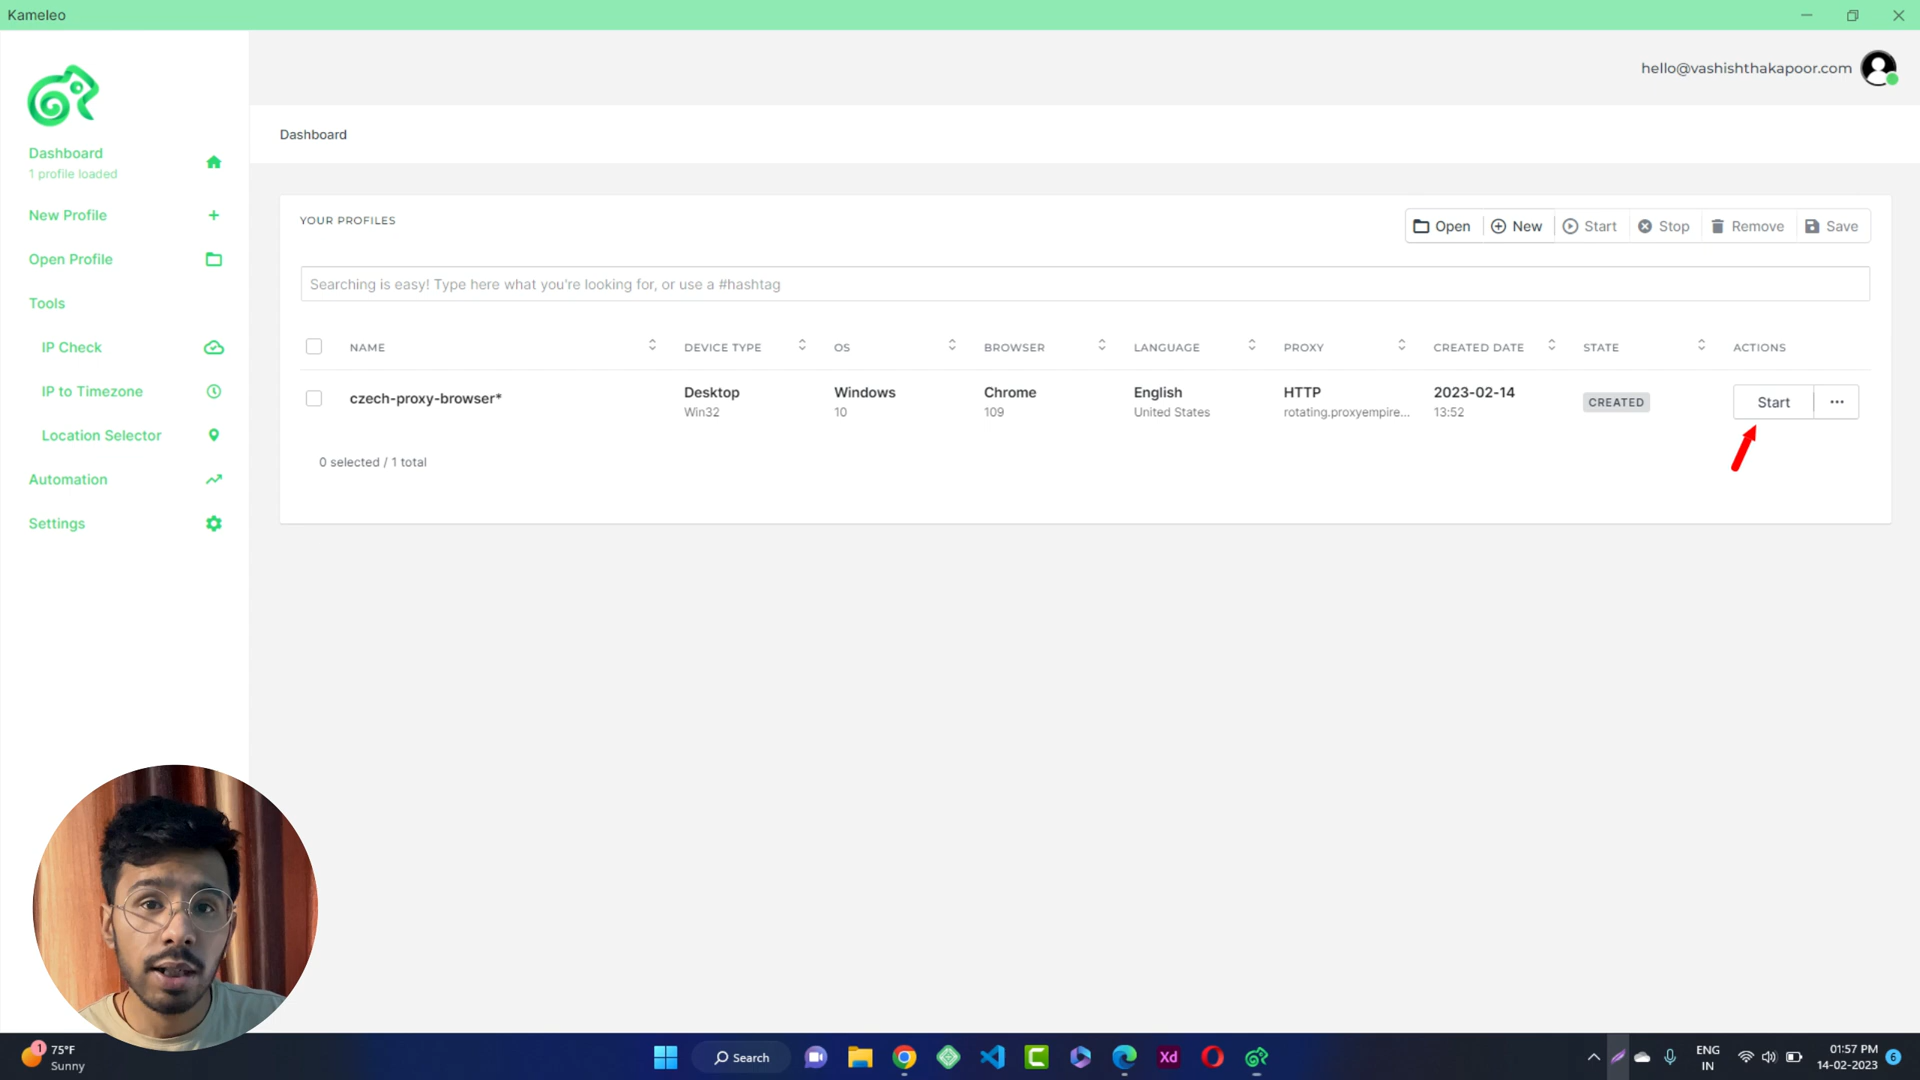 Kameleo
hello@vashishthakapoor.com
Dashboard
1 profile loaded
New Profile
Open Profile
Tools
IP Check
IP to Timezone
Location Selector
Automation
Settings
Dashboard
YOUR PROFILES
Open New Start Stop Remove Save
Searching is easy! Type here what you're looking for, or use a #hashtag
NAME DEVICE TYPE OS BROWSER LANGUAGE PROXY CREATED DATE STATE ACTIONS
czech-proxy-browser* Desktop Windows Chrome English HTTP 2023-02-14 CREATED Start ...
Win32 10 109 United States rotating.proxyempire... 13:52
0 selected / 1 total
1 75°F
Sunny
Search
Xd
ENG
IN
01:57 PM
14-02-2023
6